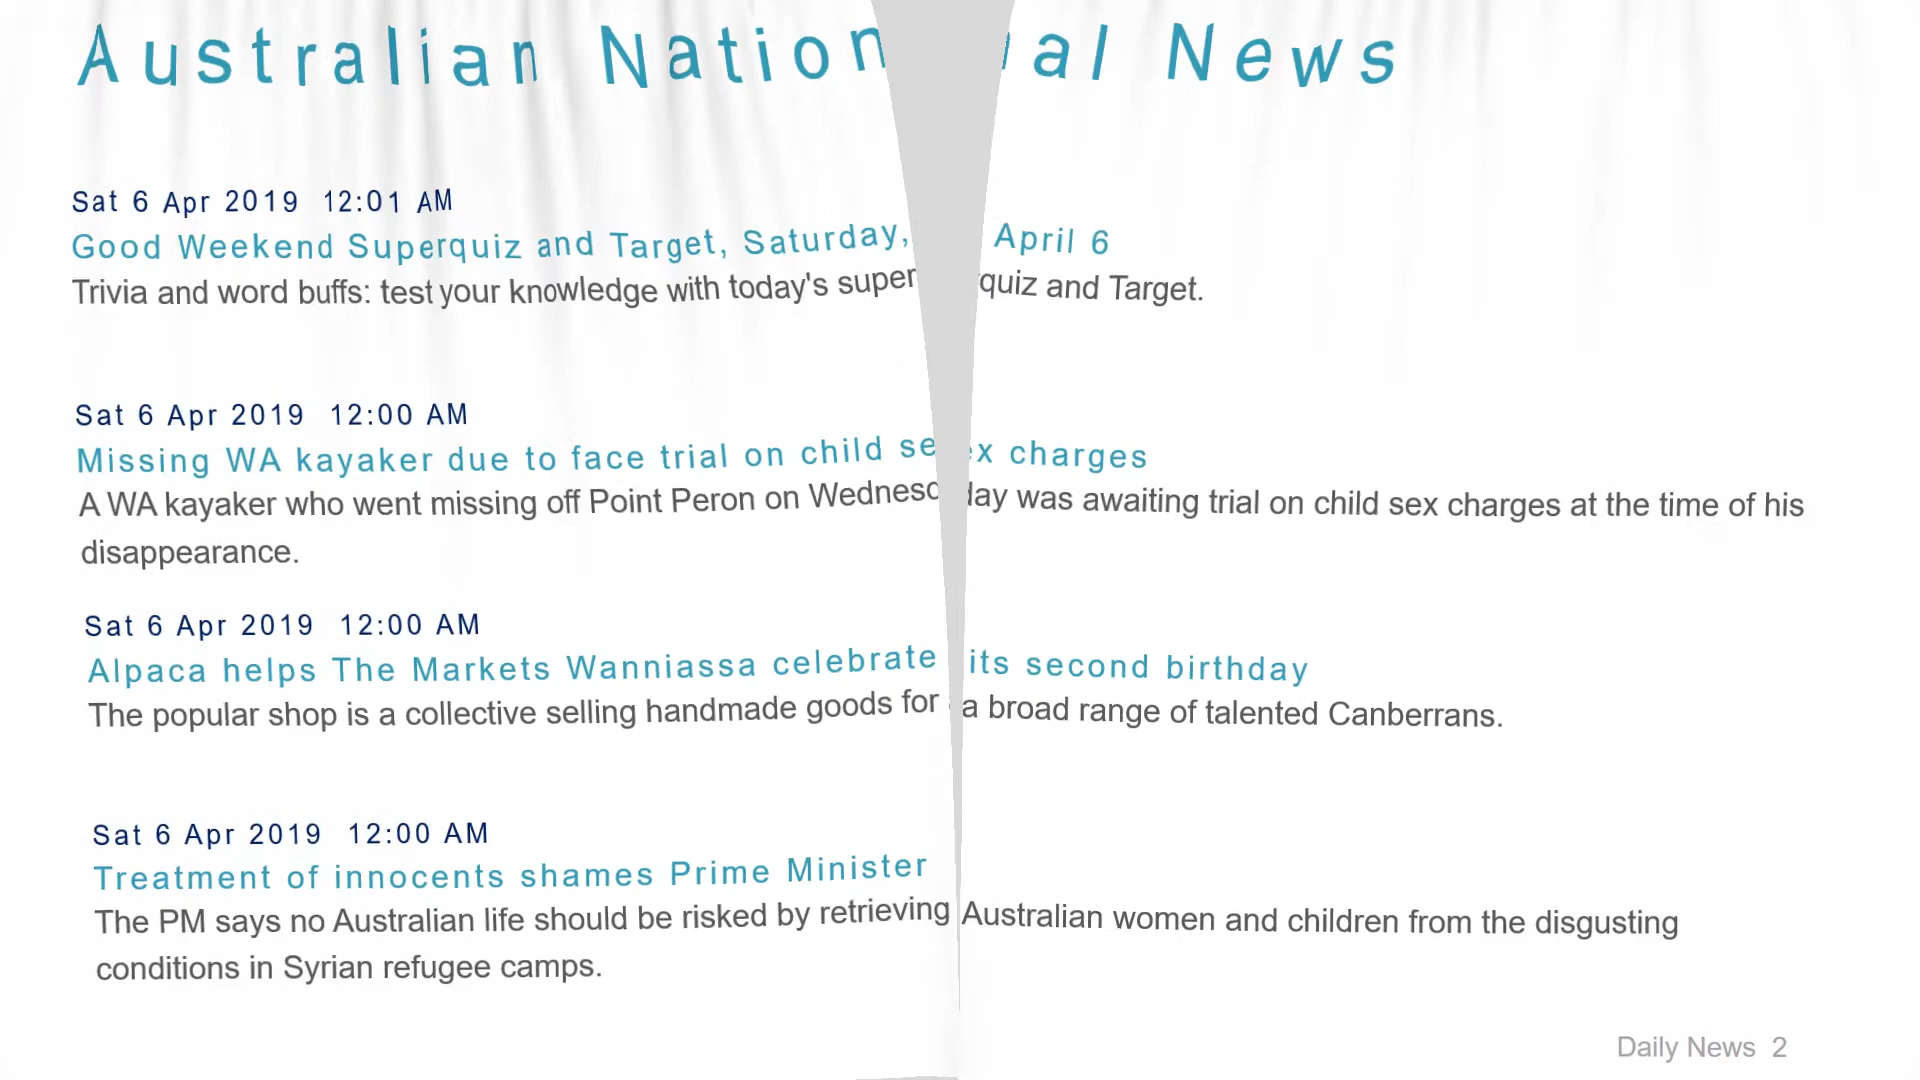 Australian National News
Sat 6 Apr 2019 12:01 AM
Good Weekend Superquiz and Target, Saturday, April 6
Trivia and word buffs: test your knowledge with today's superquiz and Target.
Sat 6 Apr 2019 12:00 AM
Missing WA kayaker due to face trial on child sex charges
A WA kayaker who went missing off Point Peron on Wednesday was awaiting trial on child sex charges at the time of his
disappearance.
Sat 6 Apr 2019 12:00 AM
Alpaca helps The Markets Wanniassa celebrate its second birthday
The popular shop is a collective selling handmade goods for a broad range of talented Canberrans.
Sat 6 Apr 2019 12:00 AM
Treatment of innocents shames Prime Minister
The PM says no Australian life should be risked by retrieving Australian women and children from the disgusting
conditions in Syrian refugee camps.
Daily News 2